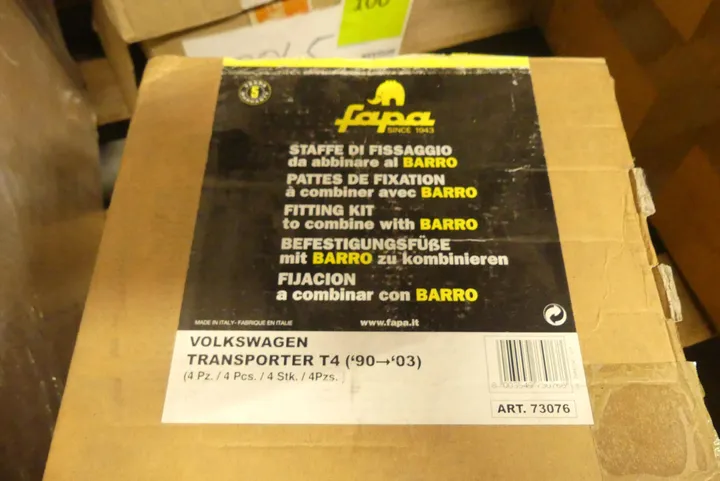 100
5
fapa
SINCE 1943
STAFFE DI FISSAGGIO
da abbinare al BARRO
PATTES DE FIXATION
à combiner avec BARRO
FITTING KIT
to combine with BARRO
BEFESTIGUNGSFÜßE
mit BARRO zu kombinieren
FIJACION
a combinar con BARRO
MADE IN ITALY- FABRIQUE EN ITALIE
www.fapa.it
VOLKSWAGEN
TRANSPORTER T4 (‘90→‘03)
(4 Pz. / 4 Pcs. / 4 Stk. / 4Pzs.)
ART. 73076